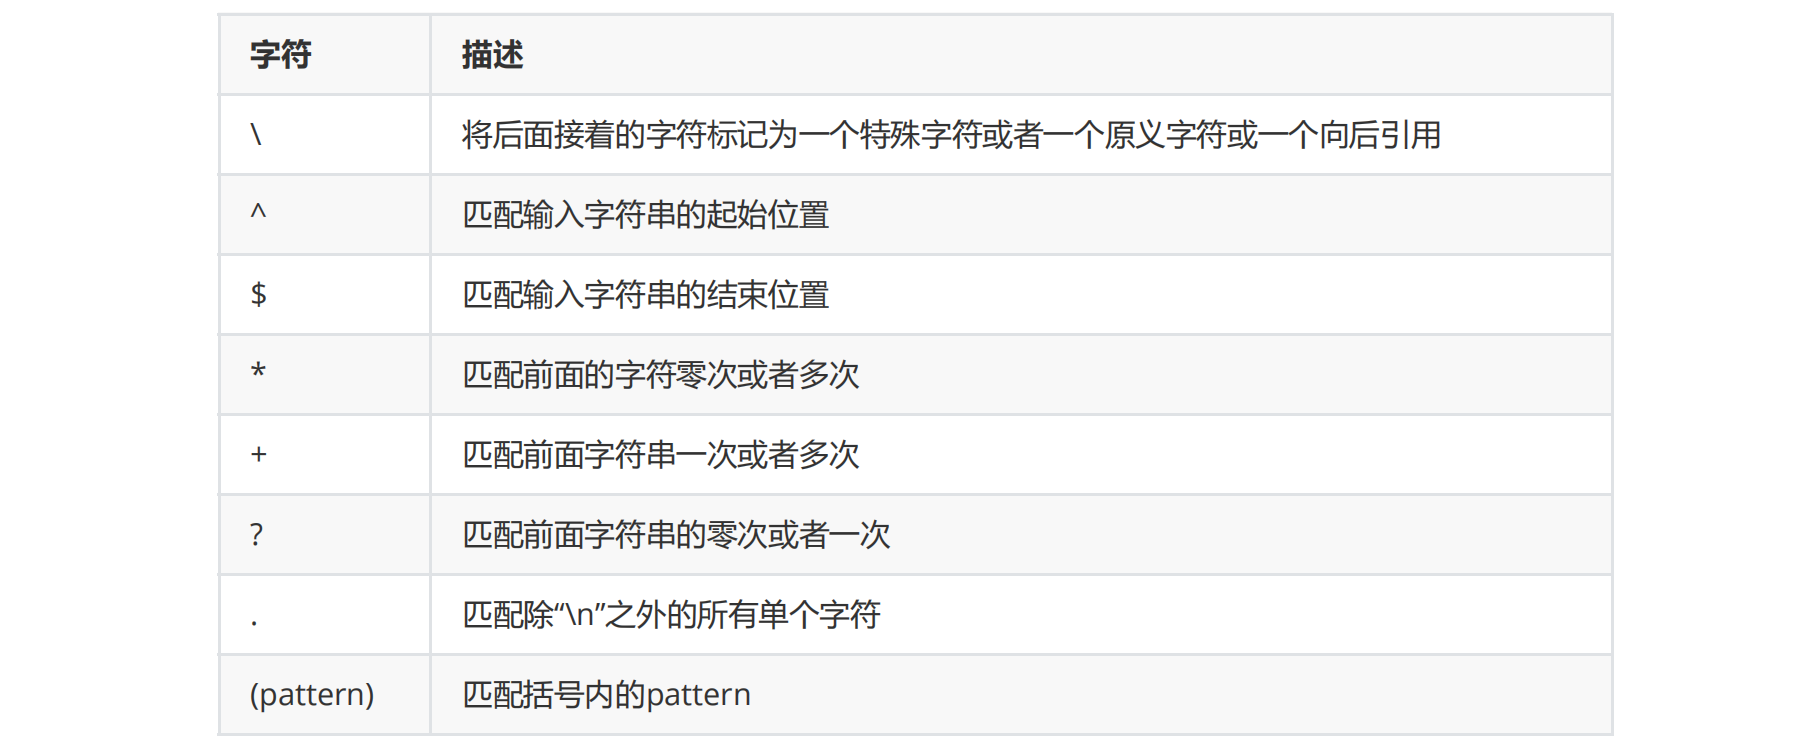 字符 描述
\ 将后面接着的字符标记为一个特殊字符或者一个原义字符或一个向后引用
^ 匹配输入字符串的起始位置
$ 匹配输入字符串的结束位置
* 匹配前面的字符零次或者多次
+ 匹配前面字符串一次或者多次
? 匹配前面字符串的零次或者一次
. 匹配除“\n”之外的所有单个字符
(pattern) 匹配括号内的pattern